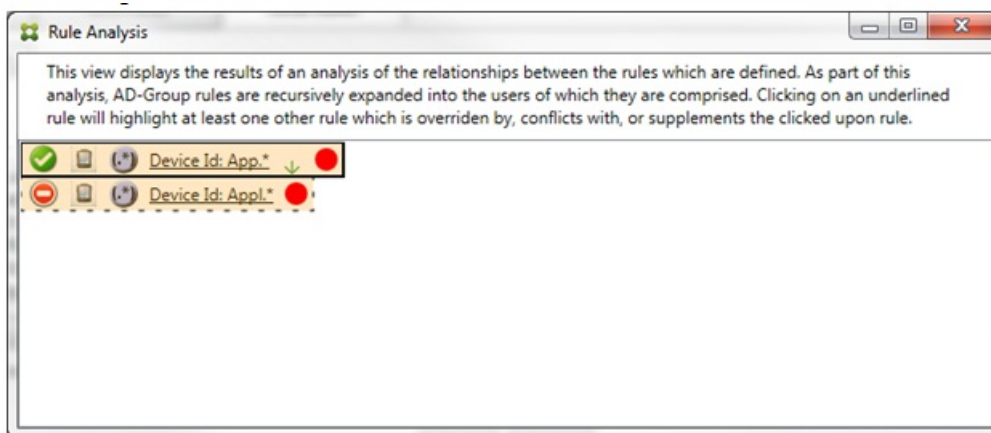 Rule Analysis
This view displays the results of an analysis of the relationships between the rules which are defined. As part of this
analysis, AD-Group rules are recursively expanded into the users of which they are comprised. Clicking on an underlined
rule will highlight at least one other rule which is overriden by, conflicts with, or supplements the clicked upon rule.
(.*) Device Id: App.*
(.*) Device Id: Appl.*